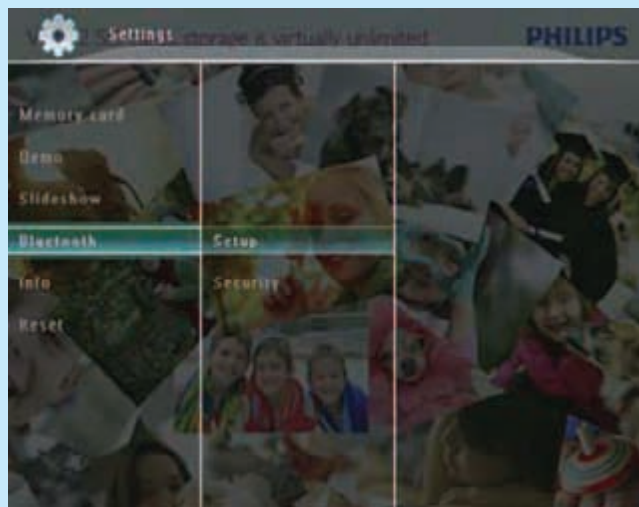 Settings
storage is virtually unlimited
PHILIPS
Memory card
Demo
Slideshow
Bluetooth
Setup
Info
Security
Reset